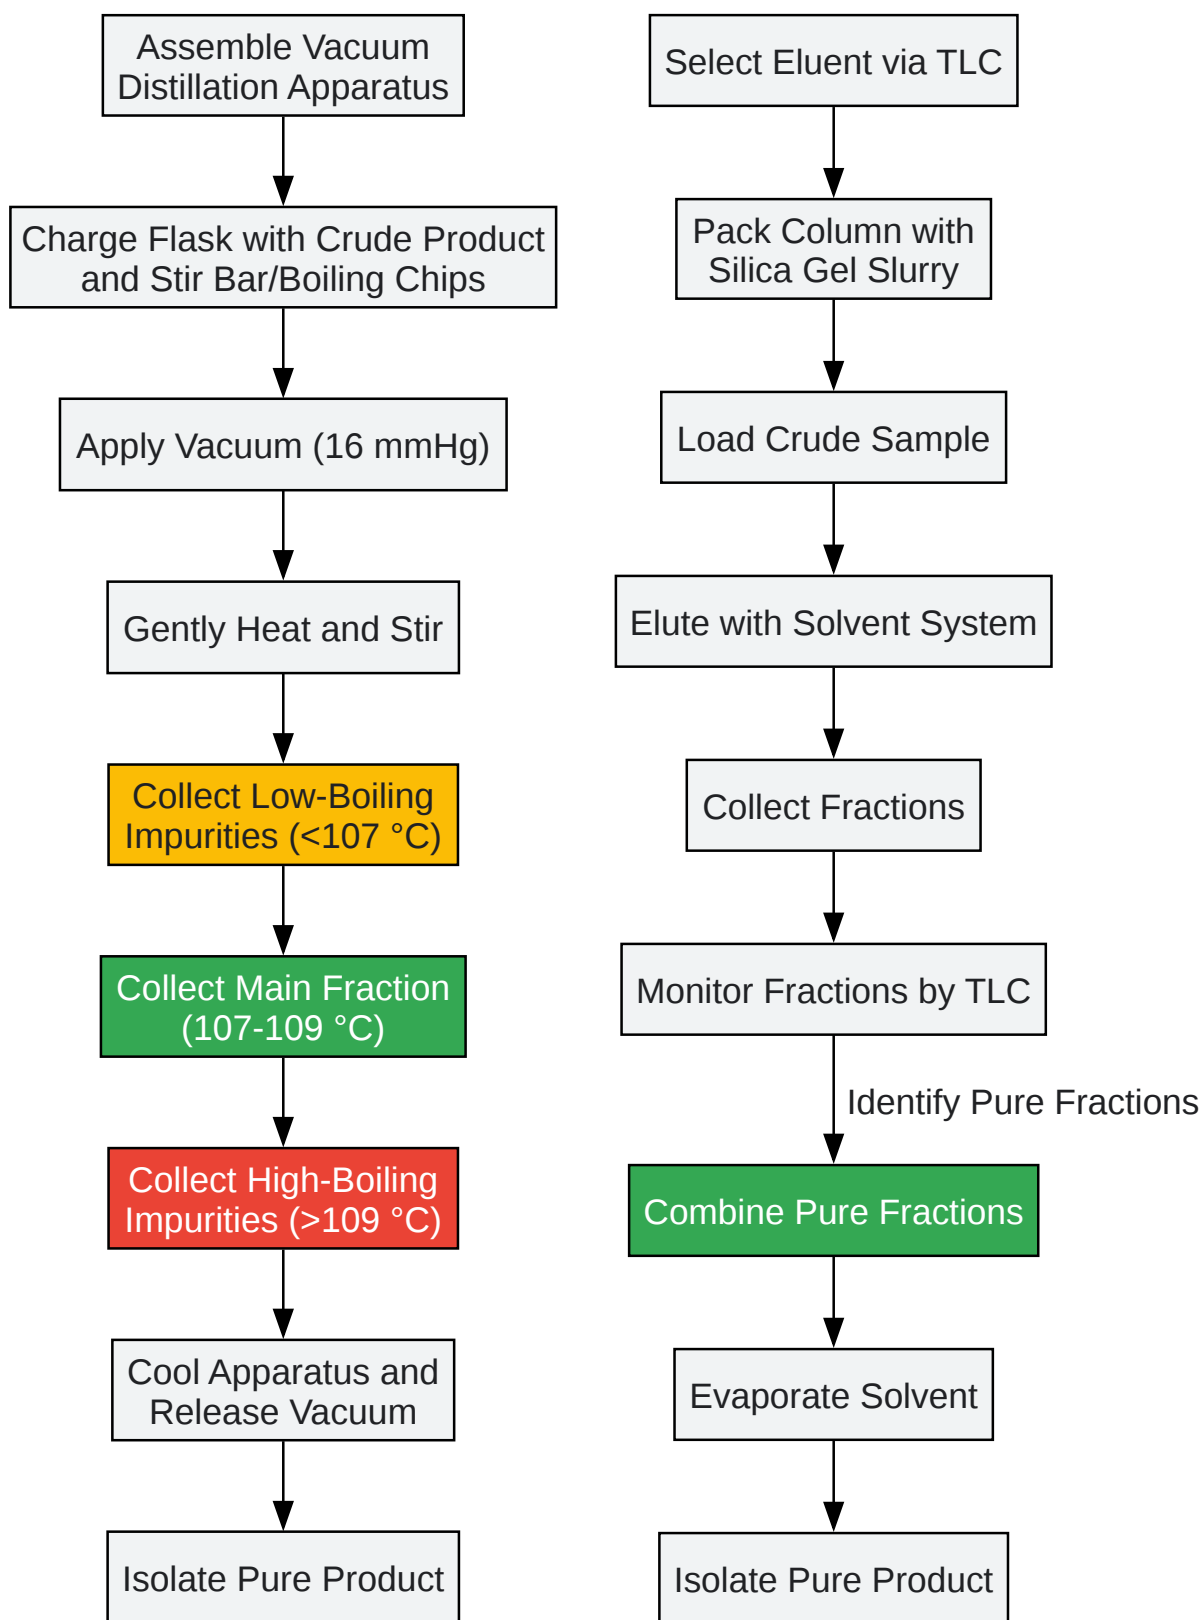 Assemble Vacuum
Distillation Apparatus
Charge Flask with Crude Product
and Stir Bar/Boiling Chips
Apply Vacuum (16 mmHg)
Gently Heat and Stir
Collect Low-Boiling
Impurities (<107 °C)
Collect Main Fraction
(107-109 °C)
Collect High-Boiling
Impurities (>109 °C)
Cool Apparatus and
Release Vacuum
Isolate Pure Product
Select Eluent via TLC
Pack Column with
Silica Gel Slurry
Load Crude Sample
Elute with Solvent System
Collect Fractions
Monitor Fractions by TLC
Identify Pure Fractions
Combine Pure Fractions
Evaporate Solvent
Isolate Pure Product